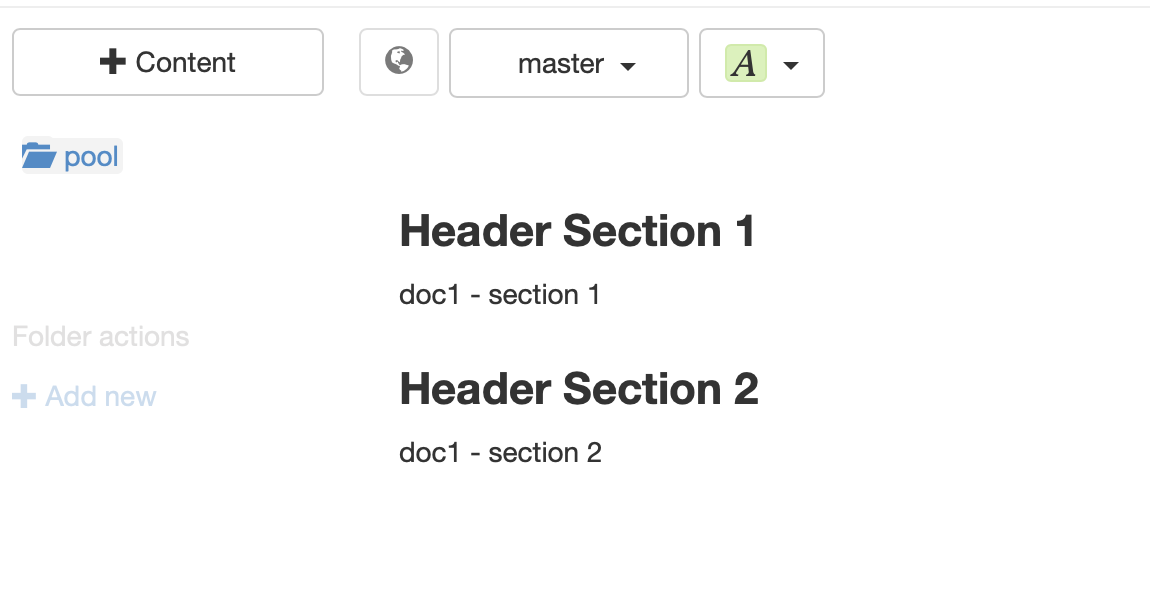 Content
master
A
pool
Header Section 1
doc1 - section 1
Folder actions
Header Section 2
Add new
doc1 - section 2